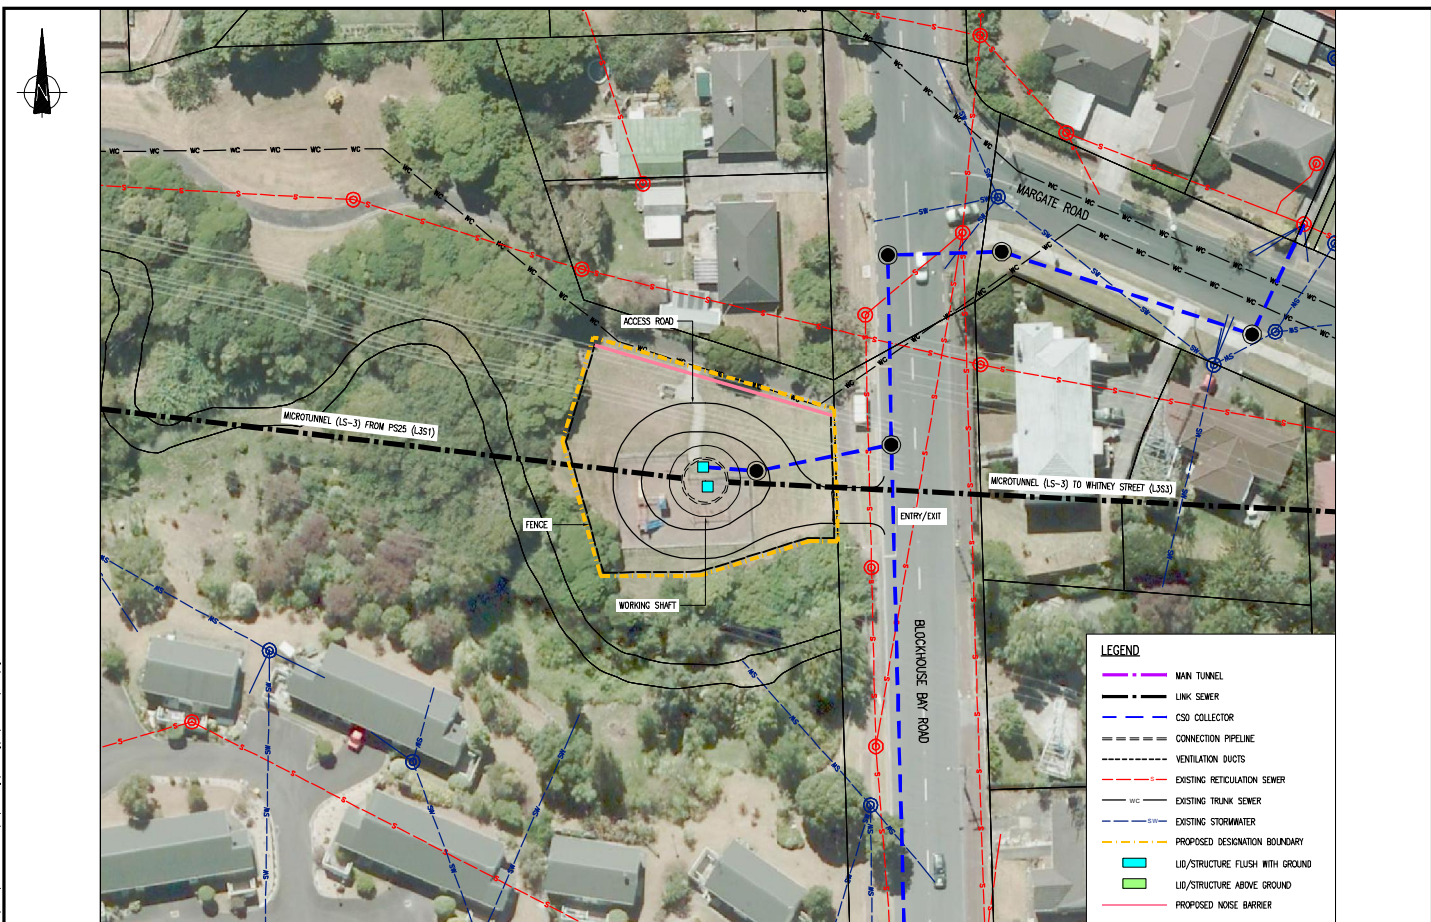 N
MARGATE ROAD
ACCESS ROAD
MICROTUNNEL (LS-3) FROM PS25 (L3S1)
MICROTUNNEL (LS-3) TO WHITNEY STREET (L3S3)
ENTRY/EXIT
FENCE
WORKING SHAFT
BLOCKHOUSE BAY ROAD
LEGEND
MAIN TUNNEL
LINK SEWER
CSO COLLECTOR
CONNECTION PIPELINE
VENTILATION DUCTS
S EXISTING RETICULATION SEWER
WC EXISTING TRUNK SEWER
SW EXISTING STORMWATER
PROPOSED DESIGNATION BOUNDARY
LID/STRUCTURE FLUSH WITH GROUND
LID/STRUCTURE ABOVE GROUND
PROPOSED NOISE BARRIER